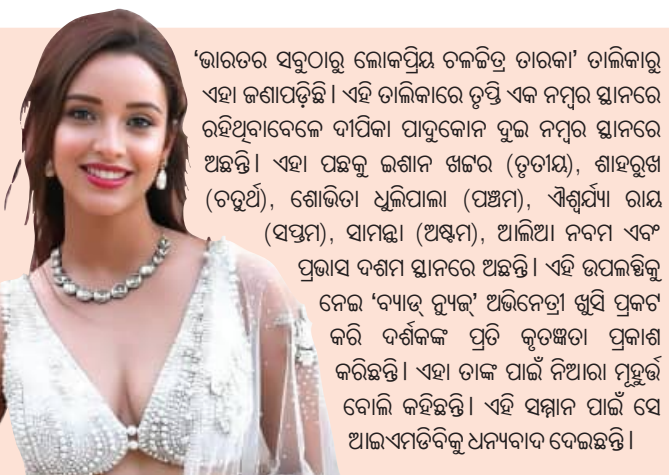 ‘ଭାରତର ସବୁଠାରୁ ଲୋକପ୍ରିୟ ଚଳଚ୍ଚିତ୍ର ତାରକା’ ତାଲିକାରୁ
ଏହା ଜଣାପଡ଼ିଛି । ଏହି ତାଲିକାରେ ତୃପ୍ତି ଏକ ନମ୍ବର ସ୍ଥାନରେ
ରହିଥିବାବେଳେ ଦୀପିକା ପାଦୁକୋନ ଦୁଇ ନମ୍ବର ସ୍ଥାନରେ
ଅଛନ୍ତି । ଏହା ପଛକୁ ଇଶାନ ଖଟ୍ଟର (ତୃତୀୟ), ଶାହରୁଖ
(ଚତୁର୍ଥ), ଶୋଭିତା ଧୁଲିପାଲା (ପଞ୍ଚମ), ଐଶ୍ୱର୍ଯ୍ୟା ରାୟ
(ସପ୍ତମ), ସାମନ୍ଥା (ଅଷ୍ଟମ), ଆଲିଆ ନବମ ଏବଂ
ପ୍ରଭାସ ଦଶମ ସ୍ଥାନରେ ଅଛନ୍ତି । ଏହି ଉପଲବ୍ଧିକୁ
ନେଇ ‘ବ୍ୟାଡ୍ ନ୍ୟୁଜ୍’ ଅଭିନେତ୍ରୀ ଖୁସି ପ୍ରକଟ
କରି ଦର୍ଶକଙ୍କ ପ୍ରତି କୃତଜ୍ଞତା ପ୍ରକାଶ
କରିଛନ୍ତି । ଏହା ତାଙ୍କ ପାଇଁ ନିଆରା ମୂହୁର୍ତ୍ତ
ବୋଲି କହିଛନ୍ତି । ଏହି ସମ୍ମାନ ପାଇଁ ସେ
ଆଇଏମଡିବିକୁ ଧନ୍ୟବାଦ ଦେଇଛନ୍ତି ।